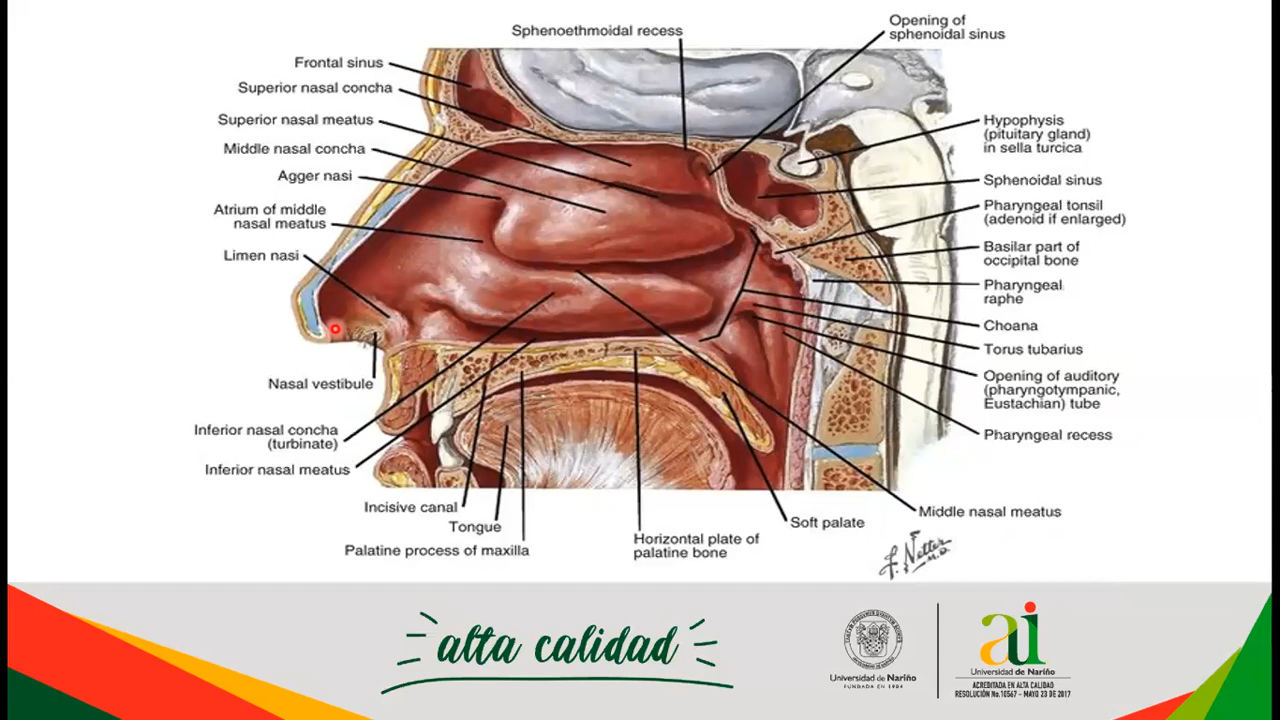 Sphenoethmoidal recess
Opening of
sphenoidal sinus
Frontal sinus
Superior nasal concha
Superior nasal meatus
Middle nasal concha
Agger nasi
Atrium of middle
nasal meatus
Limen nasi
Nasal vestibule
Inferior nasal concha
(turbinate)
Inferior nasal meatus
Incisive canal
Tongue
Palatine process of maxilla
Horizontal plate of
palatine bone
Soft palate
Middle nasal meatus
Hypophysis
(pituitary gland)
in sella turcica
Sphenoidal sinus
Pharyngeal tonsil
(adenoid if enlarged)
Basilar part of
occipital bone
Pharyngeal
raphe
Choana
Torus tubarius
Opening of auditory
(pharyngotympanic,
Eustachian) tube
Pharyngeal recess
F. Netter
M.D.
alta calidad
Universidad de Nariño
FUNDADA EN 1904
Universidad de Nariño
ACREDITADA EN ALTA CALIDAD
RESOLUCIÓN No.10567 - MAYO 23 DE 2017